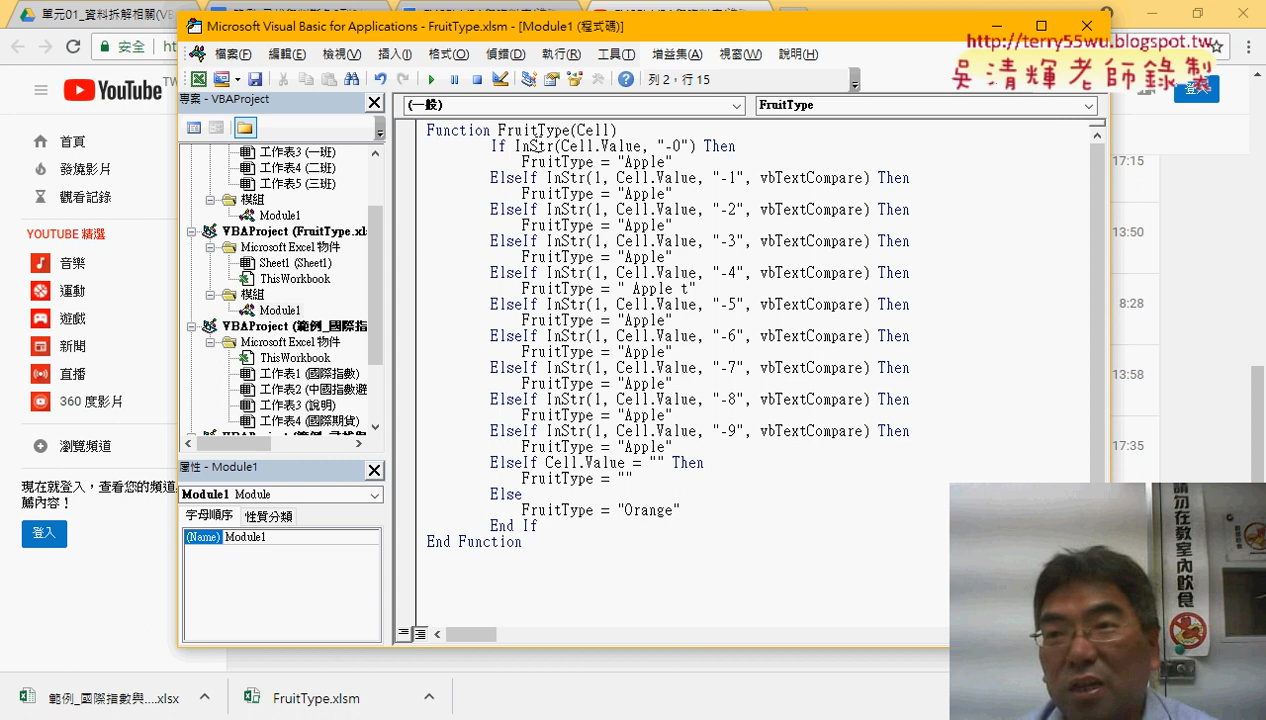 單元01_資料拆解相關(VB
Microsoft Visual Basic for Applications - FruitType.xlsm - [Module1 (程式碼)]
http://terry55wu.blogspot.tw
吳清輝老師錄製
安全
檔案(F) 編輯(E) 檢視(V) 插入(I) 格式(O) 偵錯(D) 執行(R) 工具(T) 增益集(A) 視窗(W) 說明(H)
列 2，行 15
YouTube TW
登入
首頁
發燒影片
觀看記錄
YOUTUBE 精選
音樂
運動
遊戲
新聞
直播
360 度影片
瀏覽頻道
現在就登入，查看您的頻道
薦內容！
登入
專案 - VBAProject
工作表3 (一班)
工作表4 (二班)
工作表5 (三班)
模組
Module1
VBAProject (FruitType.xl
Microsoft Excel 物件
Sheet1 (Sheet1)
ThisWorkbook
模組
Module1
VBAProject (範例_國際指
Microsoft Excel 物件
ThisWorkbook
工作表1 (國際指數)
工作表2 (中國指數避
工作表3 (說明)
工作表4 (國際期貨)
屬性 - Module1
Module1 Module
字母順序 性質分類
(Name) Module1
(一般) FruitType
Function FruitType(Cell)
If InStr(Cell.Value, "-0") Then
FruitType = "Apple"
ElseIf InStr(1, Cell.Value, "-1", vbTextCompare) Then
FruitType = "Apple"
ElseIf InStr(1, Cell.Value, "-2", vbTextCompare) Then
FruitType = "Apple"
ElseIf InStr(1, Cell.Value, "-3", vbTextCompare) Then
FruitType = "Apple"
ElseIf InStr(1, Cell.Value, "-4", vbTextCompare) Then
FruitType = " Apple t"
ElseIf InStr(1, Cell.Value, "-5", vbTextCompare) Then
FruitType = "Apple"
ElseIf InStr(1, Cell.Value, "-6", vbTextCompare) Then
FruitType = "Apple"
ElseIf InStr(1, Cell.Value, "-7", vbTextCompare) Then
FruitType = "Apple"
ElseIf InStr(1, Cell.Value, "-8", vbTextCompare) Then
FruitType = "Apple"
ElseIf InStr(1, Cell.Value, "-9", vbTextCompare) Then
FruitType = "Apple"
ElseIf Cell.Value = "" Then
FruitType = ""
Else
FruitType = "Orange"
End If
End Function
17:15
13:50
8:28
13:58
17:35
請勿在教室內飲食
範例_國際指數與....xlsx
FruitType.xlsm